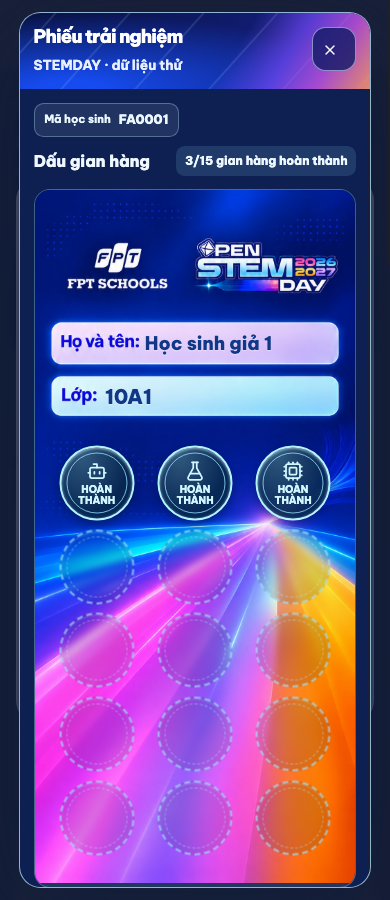 Phiếu trải nghiệm
STEMDAY · dữ liệu thử
×
Mã học sinh FA0001
Dấu gian hàng
3/15 gian hàng hoàn thành
FPT
FPT SCHOOLS
OPEN
STEM 2026
2027
DAY
Họ và tên: Học sinh giả 1
Lớp: 10A1
HOÀN
THÀNH
HOÀN
THÀNH
HOÀN
THÀNH